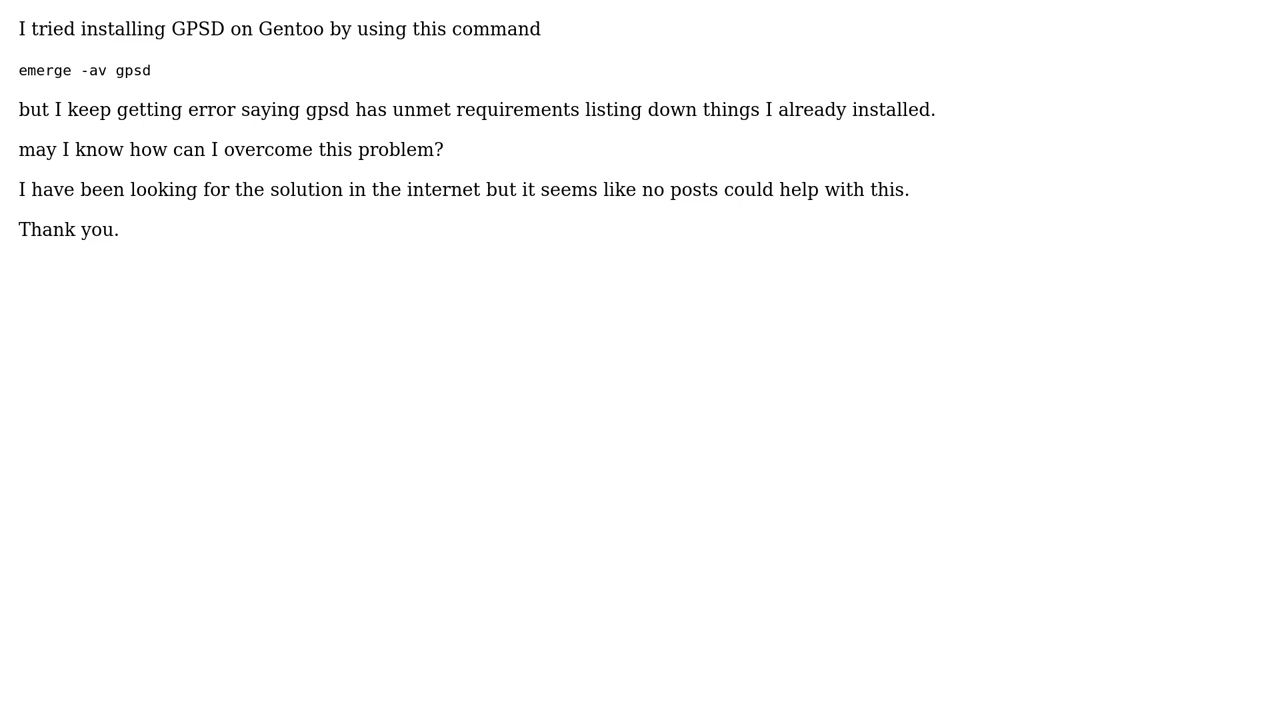 I tried installing GPSD on Gentoo by using this command
emerge -av gpsd
but I keep getting error saying gpsd has unmet requirements listing down things I already installed.
may I know how can I overcome this problem?
I have been looking for the solution in the internet but it seems like no posts could help with this.
Thank you.